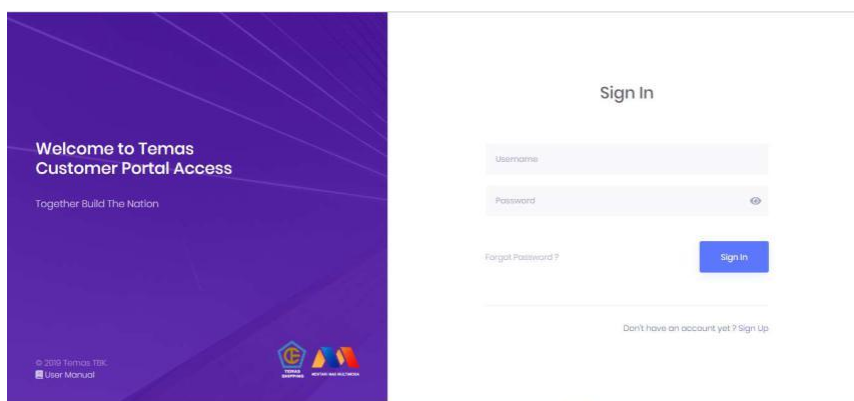 Welcome to Temas
Customer Portal Access
Together Build The Nation
© 2019 Temas TBK.
User Manual
TEMAS
SHIPPING
Sign In
Username
Password
Forgot Password ?
Sign In
Don't have an account yet ? Sign Up